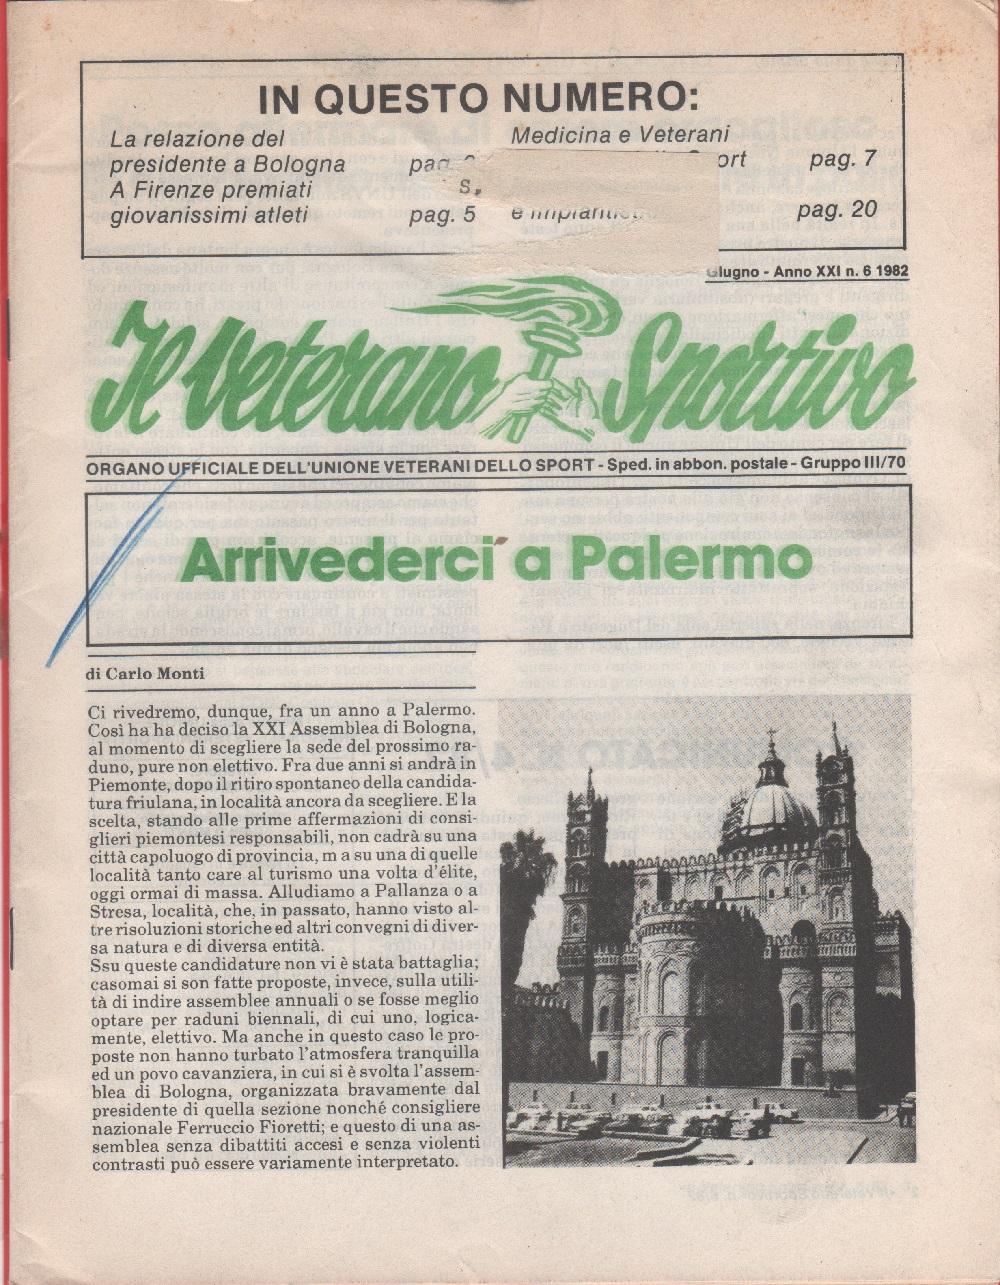 IN QUESTO NUMERO:
La relazione del
presidente a Bologna pag.
A Firenze premiati
giovanissimi atleti pag. 5
Medicina e Veterani
pag. 7
S.
e pag. 20
Giugno - Anno XXI n. 6 1982
Il Veterano Sportivo
ORGANO UFFICIALE DELL'UNIONE VETERANI DELLO SPORT - Sped. in abbon. postale - Gruppo III/70
Arrivederci a Palermo
di Carlo Monti
Ci rivedremo, dunque, fra un anno a Palermo.
Così ha ha deciso la XXI Assemblea di Bologna,
al momento di scegliere la sede del prossimo ra-
duno, pure non elettivo. Fra due anni si andrà in
Piemonte, dopo il ritiro spontaneo della candida-
tura friulana, in località ancora da scegliere. E la
scelta, stando alle prime affermazioni di consi-
glieri piemontesi responsabili, non cadrà su una
città capoluogo di provincia, m a su una di quelle
località tanto care al turismo una volta d'élite,
oggi ormai di massa. Alludiamo a Pallanza o a
Stresa, località, che, in passato, hanno visto al-
tre risoluzioni storiche ed altri convegni di diver-
sa natura e di diversa entità.
Ssu queste candidature non vi è stata battaglia;
casomai si son fatte proposte, invece, sulla utili-
tà di indire assemblee annuali o se fosse meglio
optare per raduni biennali, di cui uno, logica-
mente, elettivo. Ma anche in questo caso le pro-
poste non hanno turbato l'atmosfera tranquilla
ed un povo cavanziera, in cui si è svolta l'assem-
blea di Bologna, organizzata bravamente dal
presidente di quella sezione nonché consigliere
nazionale Ferruccio Fioretti; e questo di una as-
semblea senza dibattiti accesi e senza violenti
contrasti può essere variamente interpretato.